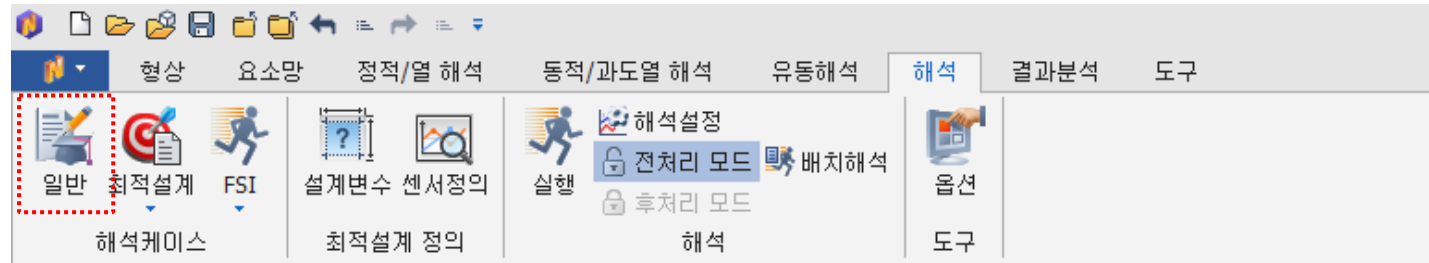 형상 요소망 정적/열 해석 동적/과도열 해석 유동해석 해석 결과분석 도구
해석설정
전처리 모드 배치해석
일반 최적설계 FSI 설계변수 센서정의 실행 옵션
후처리 모드
해석케이스 최적설계 정의 해석 도구